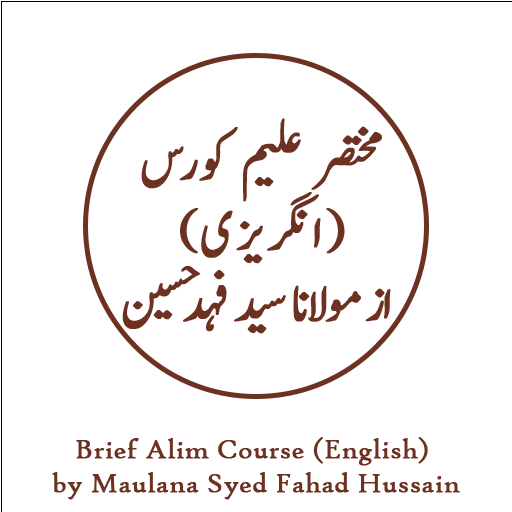 مختصر علیم کورس
(انگریزی)
از مولانا سید فہد حسین
Brief Alim Course (English)
by Maulana Syed Fahad Hussain